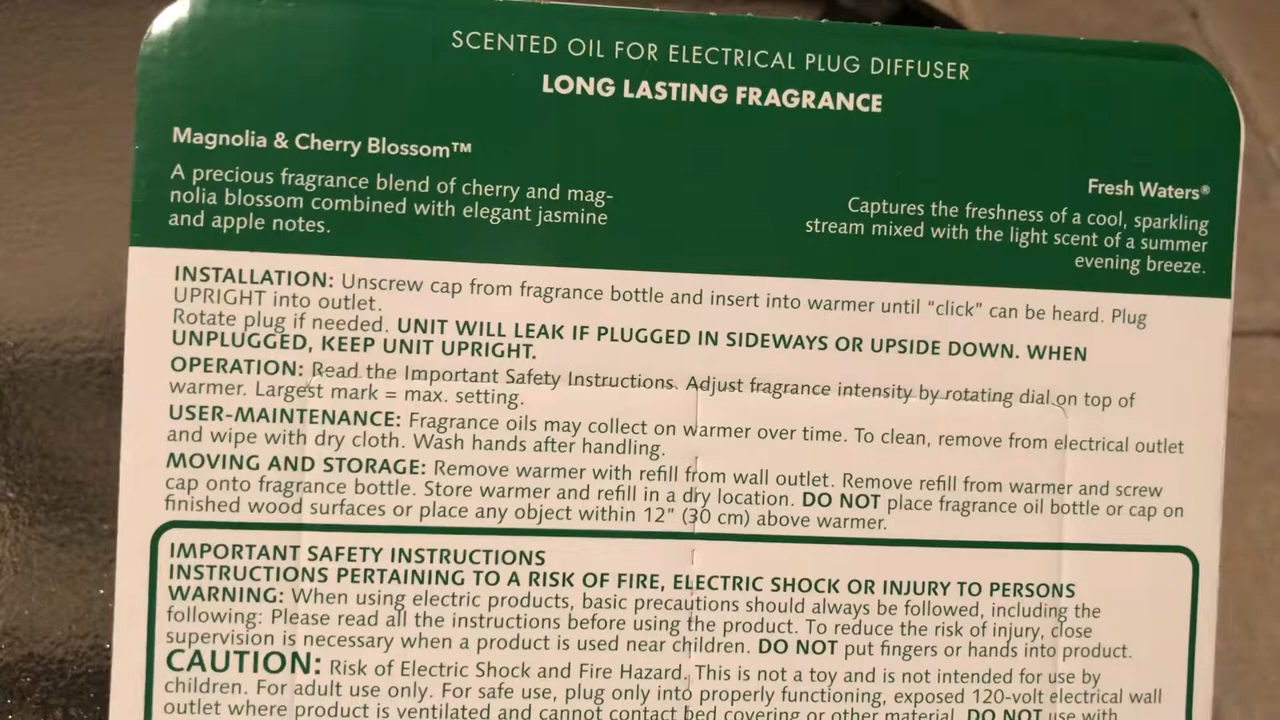 SCENTED OIL FOR ELECTRICAL PLUG DIFFUSER
LONG LASTING FRAGRANCE
Magnolia & Cherry Blossom™
A precious fragrance blend of cherry and mag-
nolia blossom combined with elegant jasmine
and apple notes.
Fresh Waters®
Captures the freshness of a cool, sparkling
stream mixed with the light scent of a summer
evening breeze.
INSTALLATION: Unscrew cap from fragrance bottle and insert into warmer until “click” can be heard. Plug
UPRIGHT into outlet.
Rotate plug if needed. UNIT WILL LEAK IF PLUGGED IN SIDEWAYS OR UPSIDE DOWN. WHEN
UNPLUGGED, KEEP UNIT UPRIGHT.
OPERATION: Read the Important Safety Instructions. Adjust fragrance intensity by rotating dial on top of
warmer. Largest mark = max. setting.
USER-MAINTENANCE: Fragrance oils may collect on warmer over time. To clean, remove from electrical outlet
and wipe with dry cloth. Wash hands after handling.
MOVING AND STORAGE: Remove warmer with refill from wall outlet. Remove refill from warmer and screw
cap onto fragrance bottle. Store warmer and refill in a dry location. DO NOT place fragrance oil bottle or cap on
finished wood surfaces or place any object within 12" (30 cm) above warmer.
IMPORTANT SAFETY INSTRUCTIONS
INSTRUCTIONS PERTAINING TO A RISK OF FIRE, ELECTRIC SHOCK OR INJURY TO PERSONS
WARNING: When using electric products, basic precautions should always be followed, including the
following: Please read all the instructions before using the product. To reduce the risk of injury, close
supervision is necessary when a product is used near children. DO NOT put fingers or hands into product.
CAUTION: Risk of Electric Shock and Fire Hazard. This is not a toy and is not intended for use by
children. For adult use only. For safe use, plug only into properly functioning, exposed 120-volt electrical wall
outlet where product is ventilated and cannot contact bed covering or other material. DO NOT use with